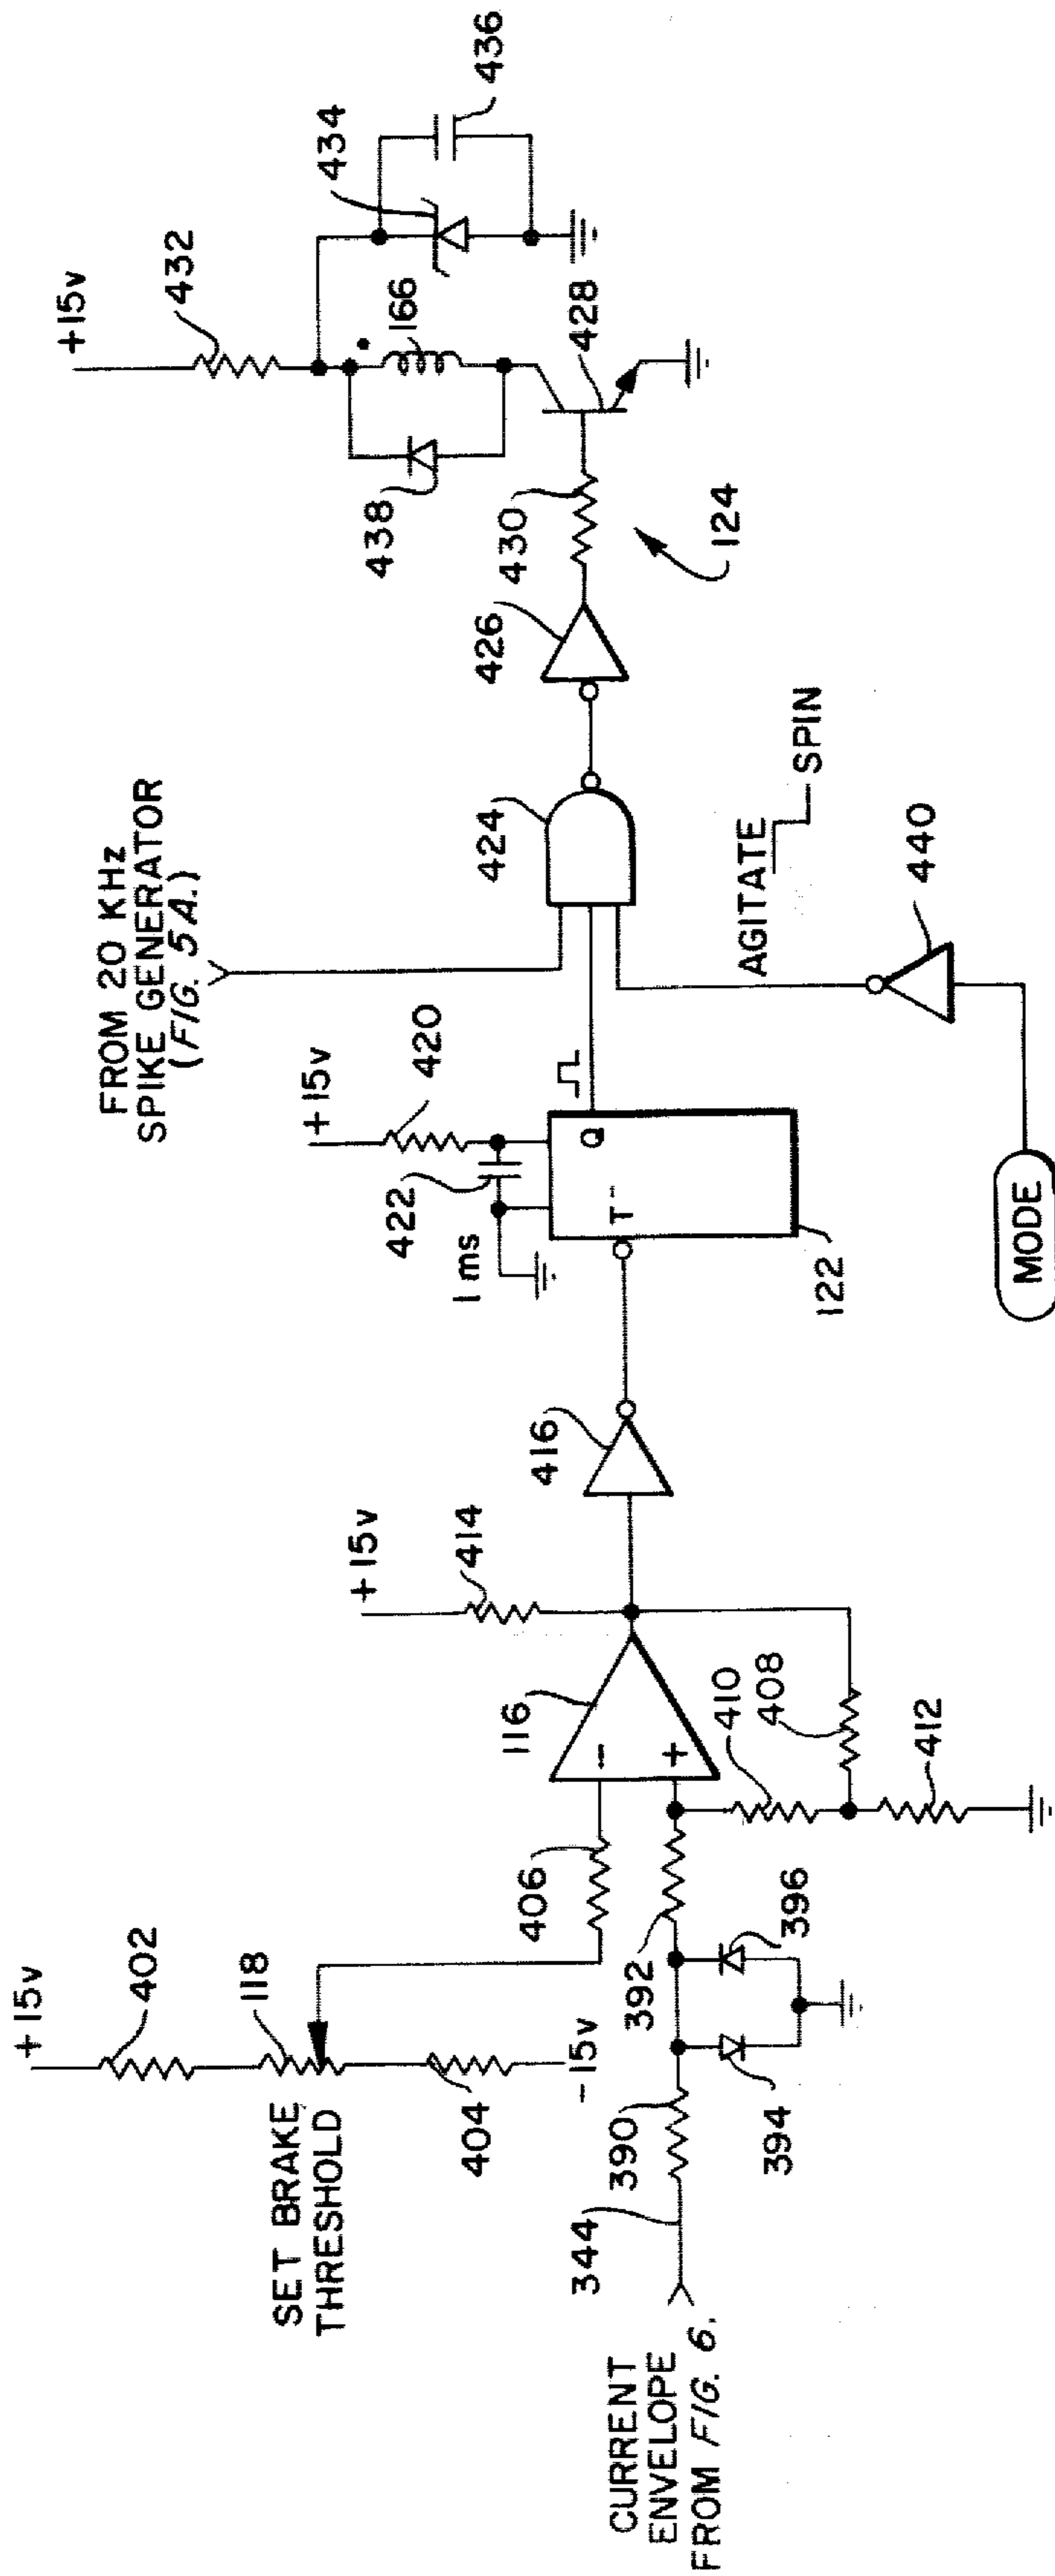 +15v
402
118
SET BRAKE
THRESHOLD
404
-15v
406
CURRENT
ENVELOPE
FROM FIG. 6.
344
390
392
394
396
116
-
+
+15v
414
410
408
412
416
1 ms
422
+15v
420
T-
Q
122
FROM 20 KHz
SPIKE GENERATOR
(FIG. 5A.)
424
AGITATE
SPIN
440
MODE
426
430
124
+15v
432
438
166
428
434
436